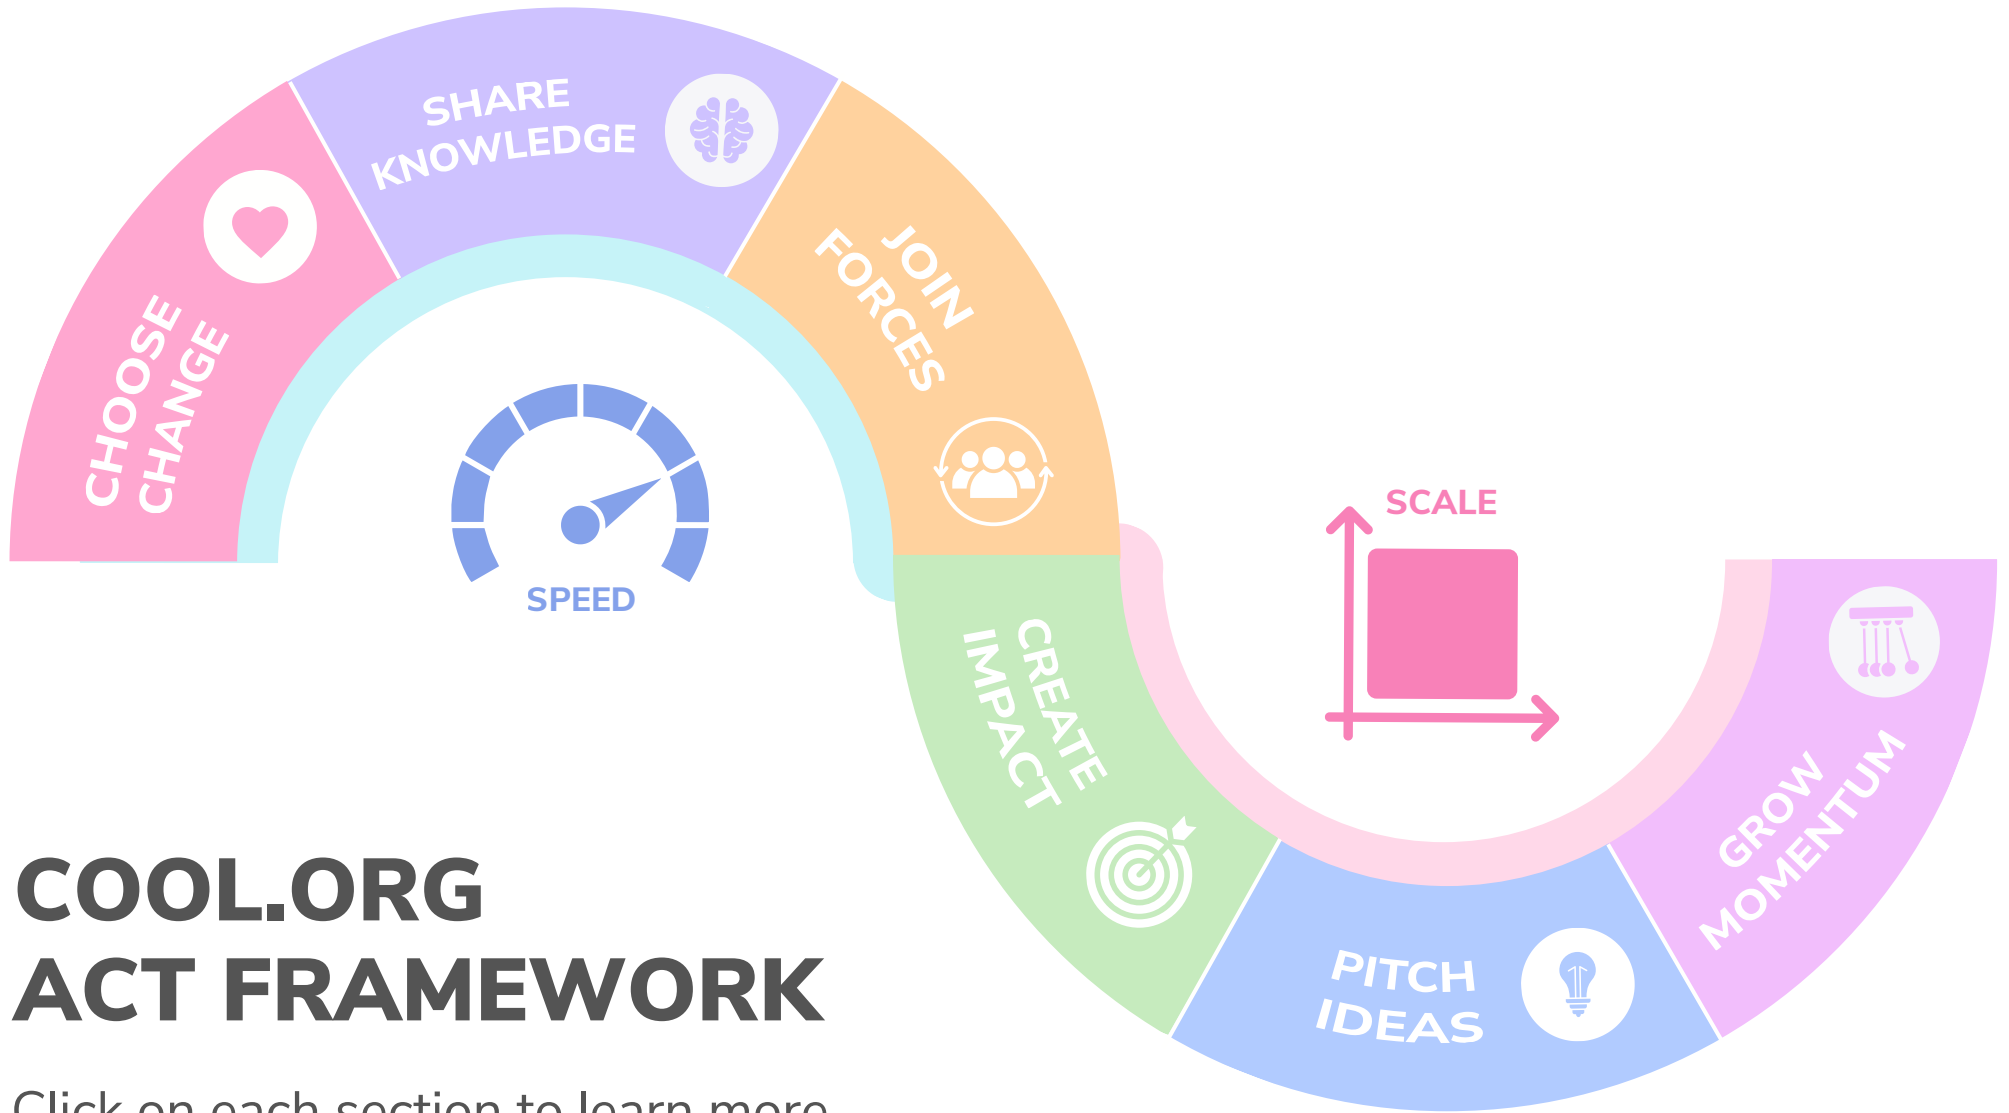 CHOOSE
CHANGE
SHARE
KNOWLEDGE
JOIN
FORCES
SPEED
CREATE
IMPACT
SCALE
PITCH
IDEAS
GROW
MOMENTUM
COOL.ORG
ACT FRAMEWORK
Click on each section to learn more